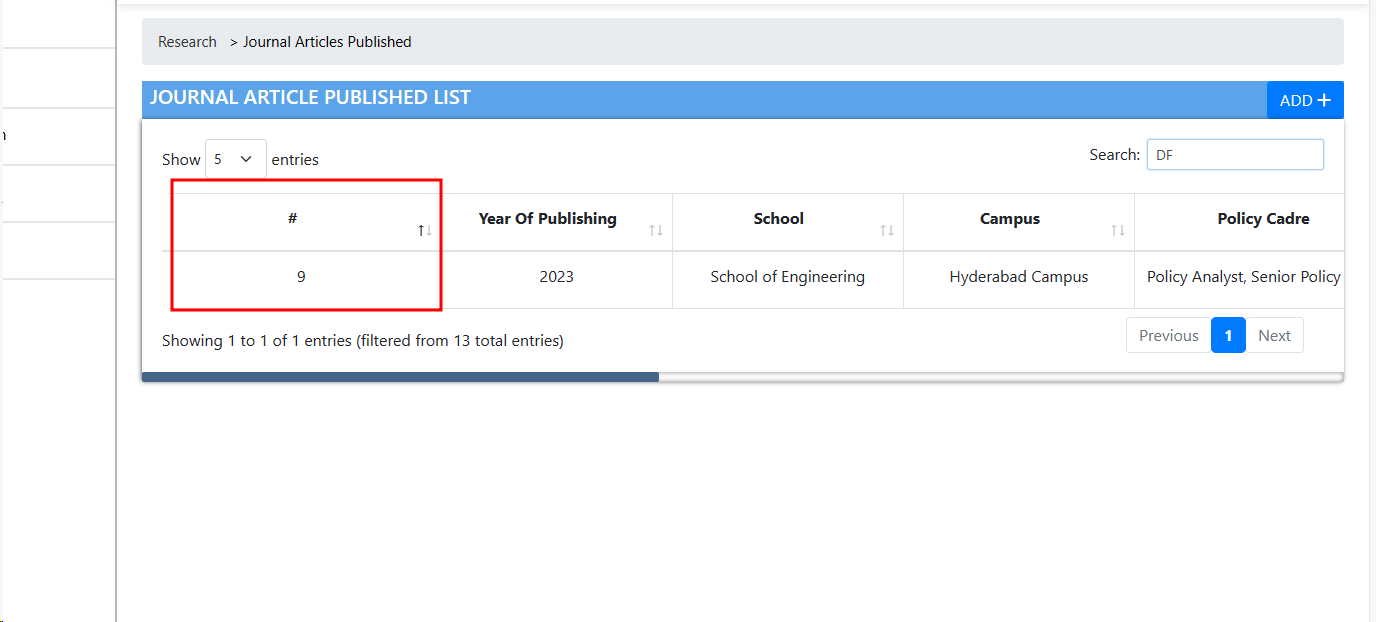 Research > Journal Articles Published
JOURNAL ARTICLE PUBLISHED LIST
ADD +
Show 5 entries
Search: DF
# Year Of Publishing School Campus Policy Cadre
9 2023 School of Engineering Hyderabad Campus Policy Analyst, Senior Policy
Showing 1 to 1 of 1 entries (filtered from 13 total entries)
Previous 1 Next